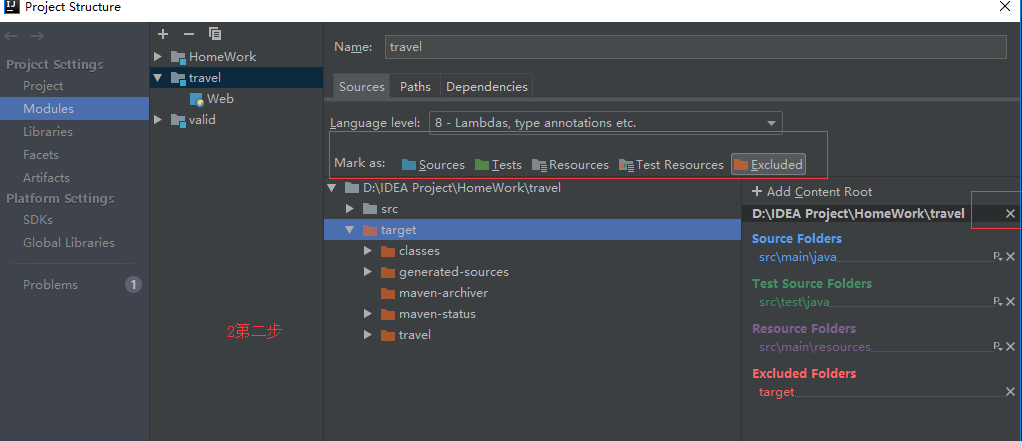 Project Structure
Project Settings
Project
Modules
Libraries
Facets
Artifacts
Platform Settings
SDKs
Global Libraries
Problems
1
HomeWork
travel
Web
valid
2第二步
Name:
travel
Sources
Paths
Dependencies
Language level:
8 - Lambdas, type annotations etc.
Mark as:
Sources
Tests
Resources
Test Resources
Excluded
D:\IDEA Project\HomeWork\travel
src
target
classes
generated-sources
maven-archiver
maven-status
travel
Add Content Root
D:\IDEA Project\HomeWork\travel
Source Folders
src\main\java
Test Source Folders
src\test\java
Resource Folders
src\main\resources
Excluded Folders
target